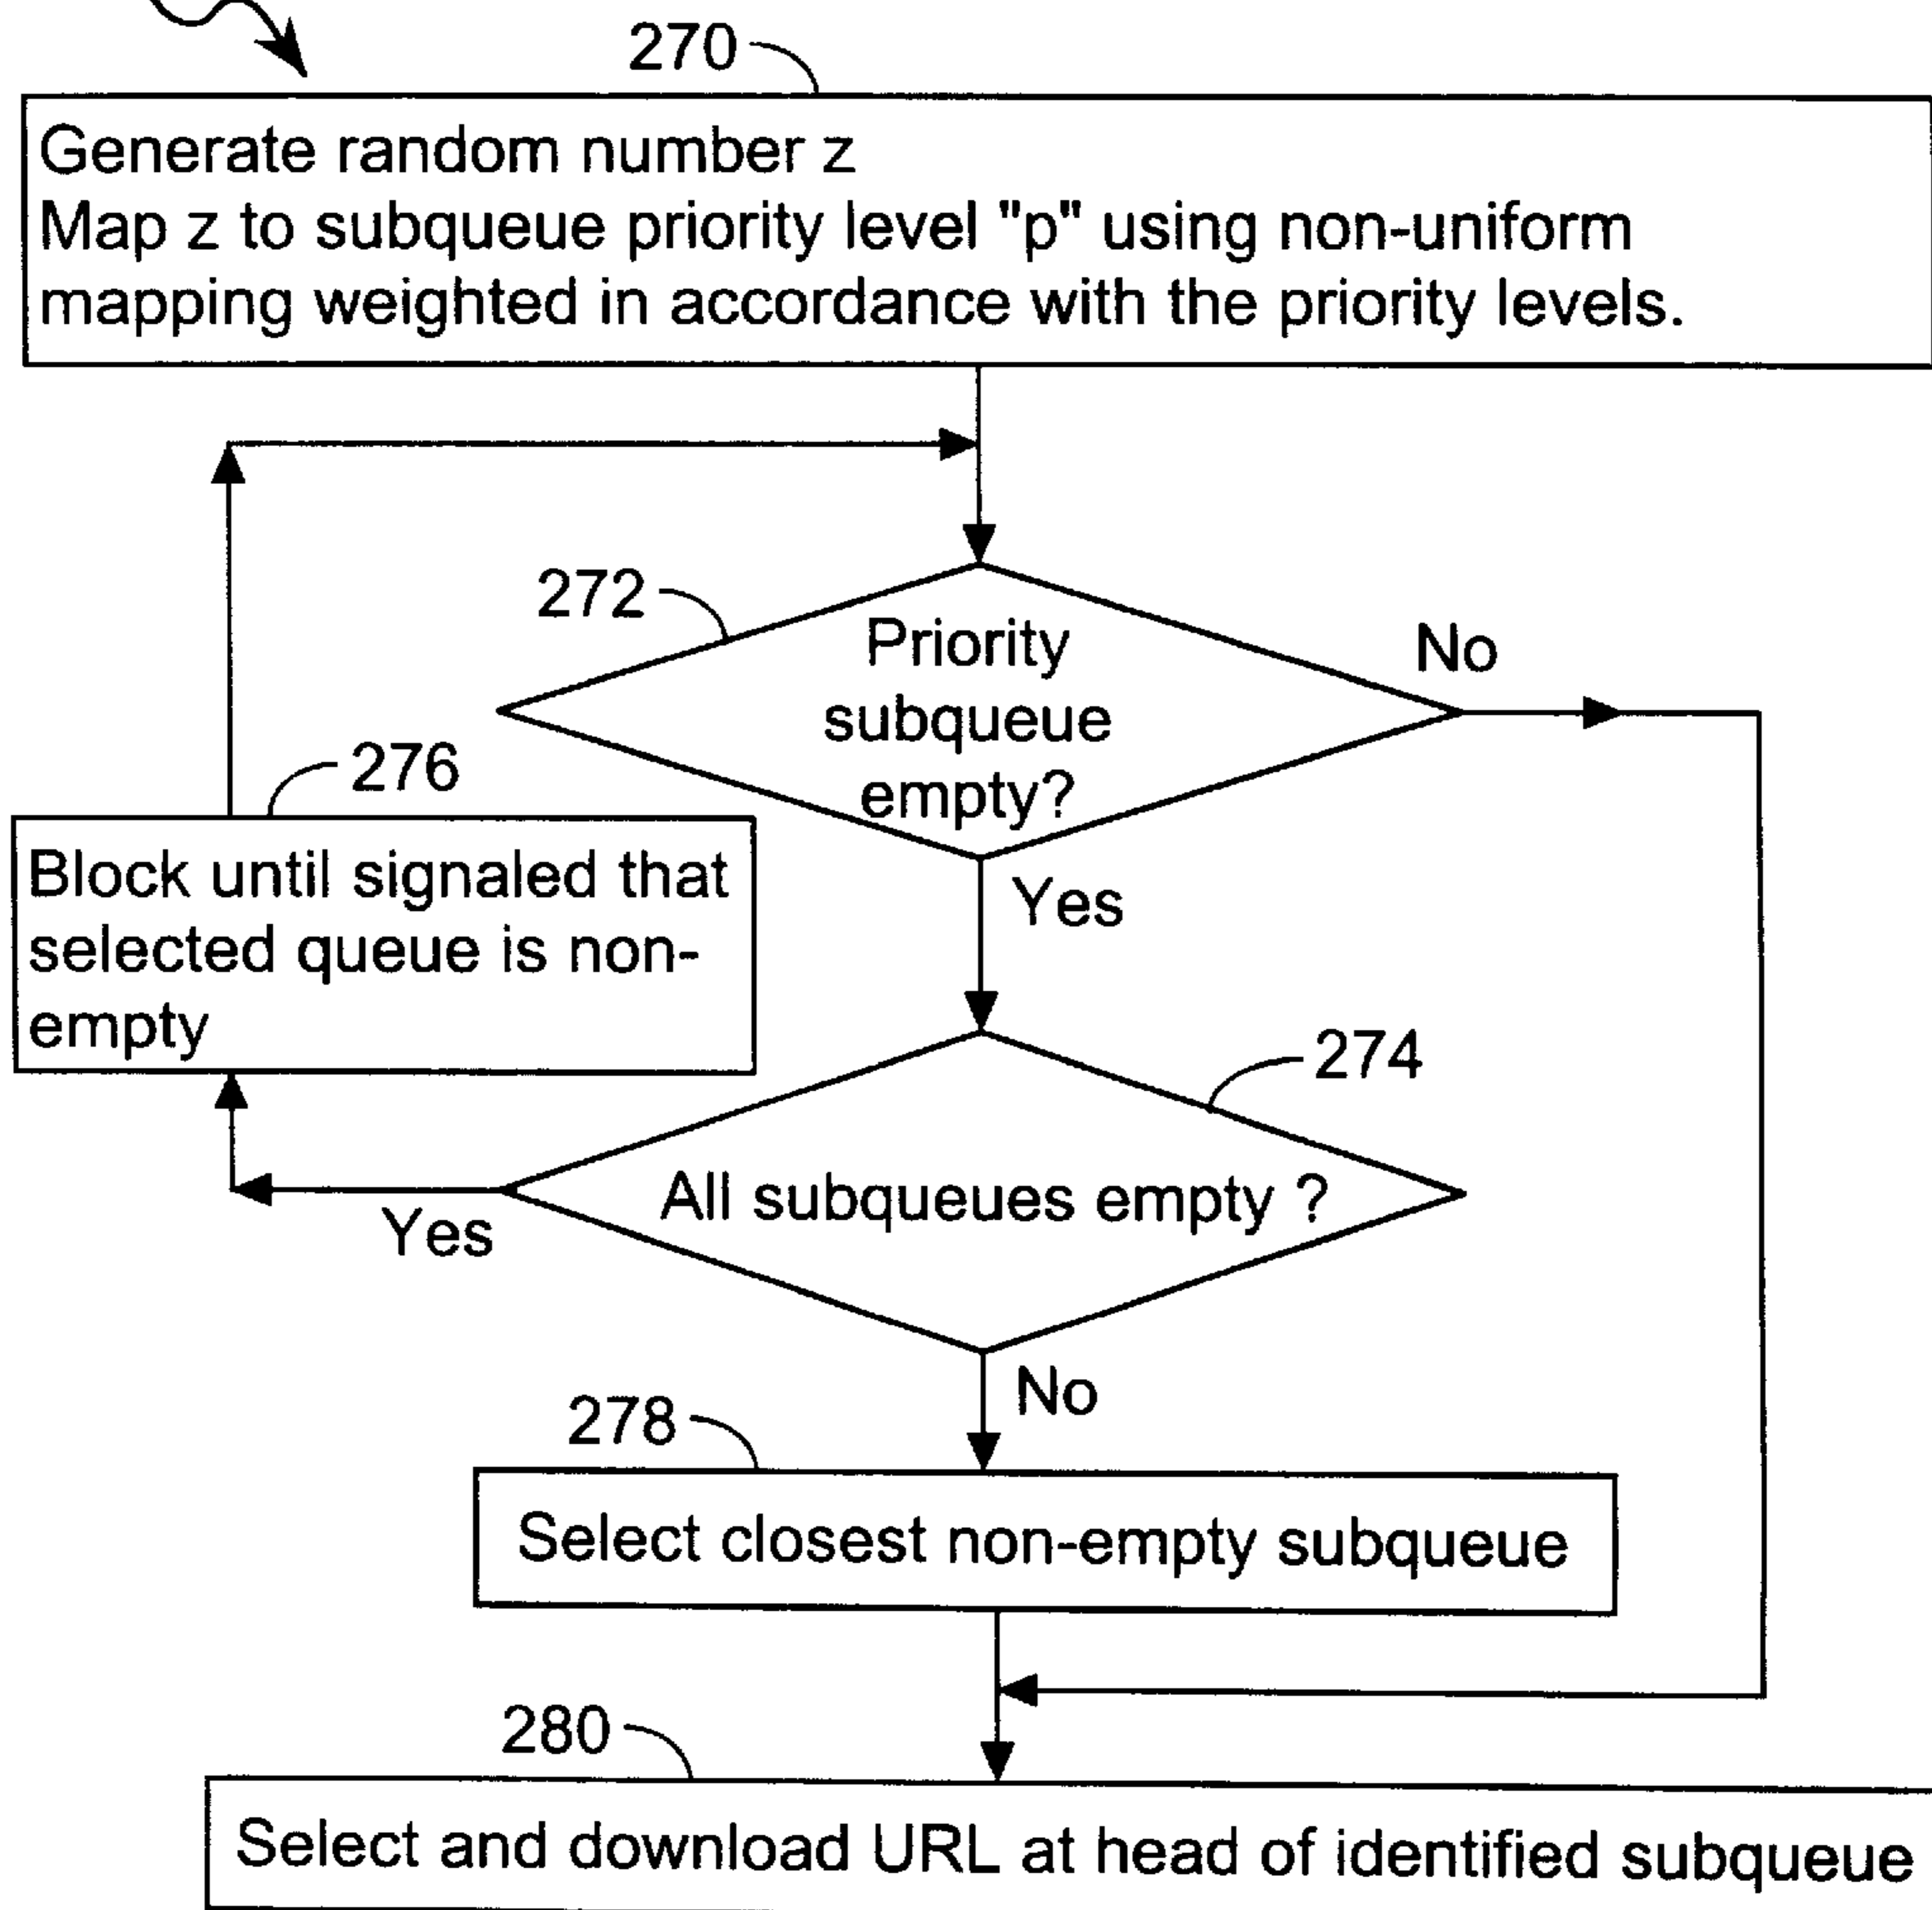 270
Generate random number z
Map z to subqueue priority level "p" using non-uniform
mapping weighted in accordance with the priority levels.
272
Priority
subqueue
empty?
No
276
Block until signaled that
selected queue is non-
empty
Yes
274
All subqueues empty ?
Yes
No
278
Select closest non-empty subqueue
280
Select and download URL at head of identified subqueue